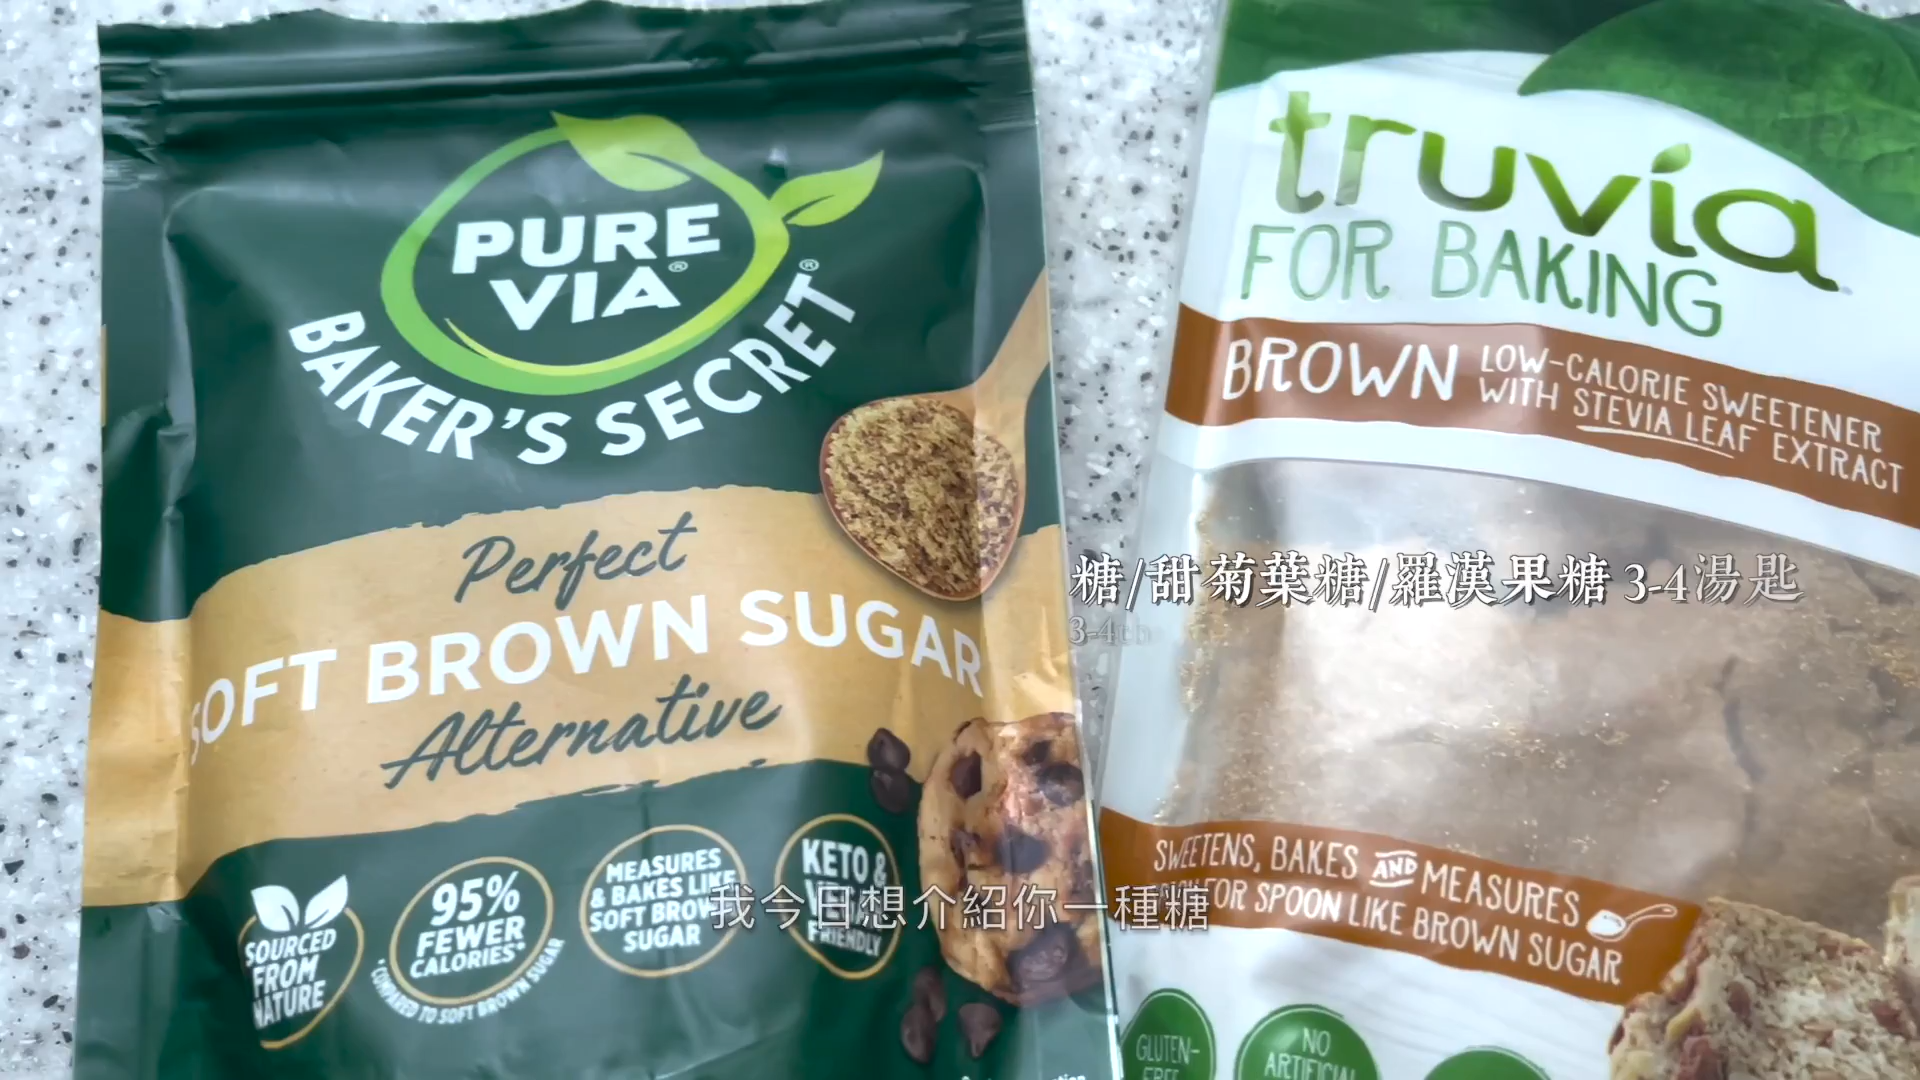 PURE
VIA®
BAKER'S SECRET®
Perfect
SOFT BROWN SUGAR
Alternative
SOURCED
FROM
NATURE
95%
FEWER
CALORIES*
*COMPARED TO SOFT BROWN SUGAR
MEASURES
& BAKES LIKE
SOFT BROWN
SUGAR
KETO &
FRIENDLY
truvia
FOR BAKING
BROWN
LOW-CALORIE SWEETENER
WITH STEVIA LEAF EXTRACT
糖/甜菊葉糖/羅漢果糖 3-4湯匙
3-4
SWEETENS, BAKES AND MEASURES
FOR SPOON LIKE BROWN SUGAR
GLUTEN-
FREE
NO
ARTIFICIAL
我今日想介紹你一種糖